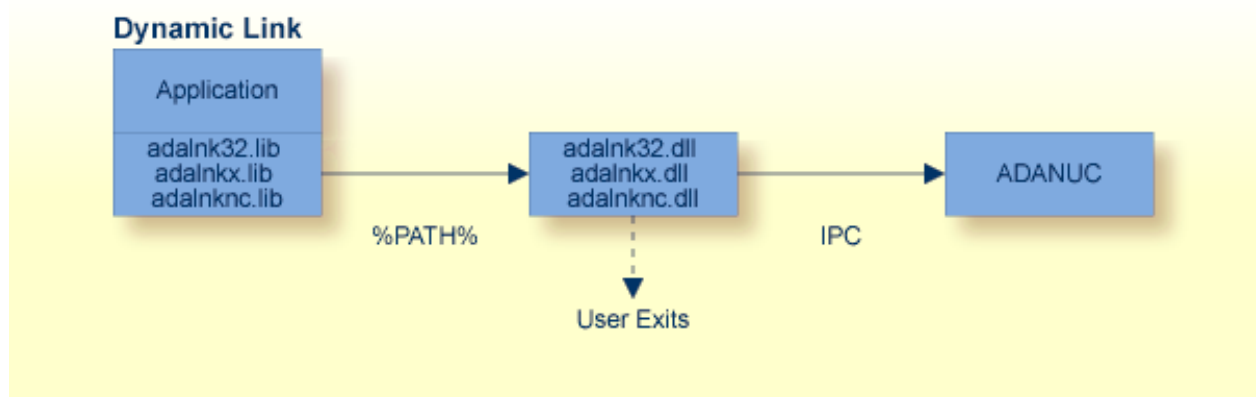 Dynamic Link
Application
adalnk32.lib
adalnkx.lib
adalnknc.lib
%PATH%
adalnk32.dll
adalnkx.dll
adalnknc.dll
User Exits
IPC
ADANUC